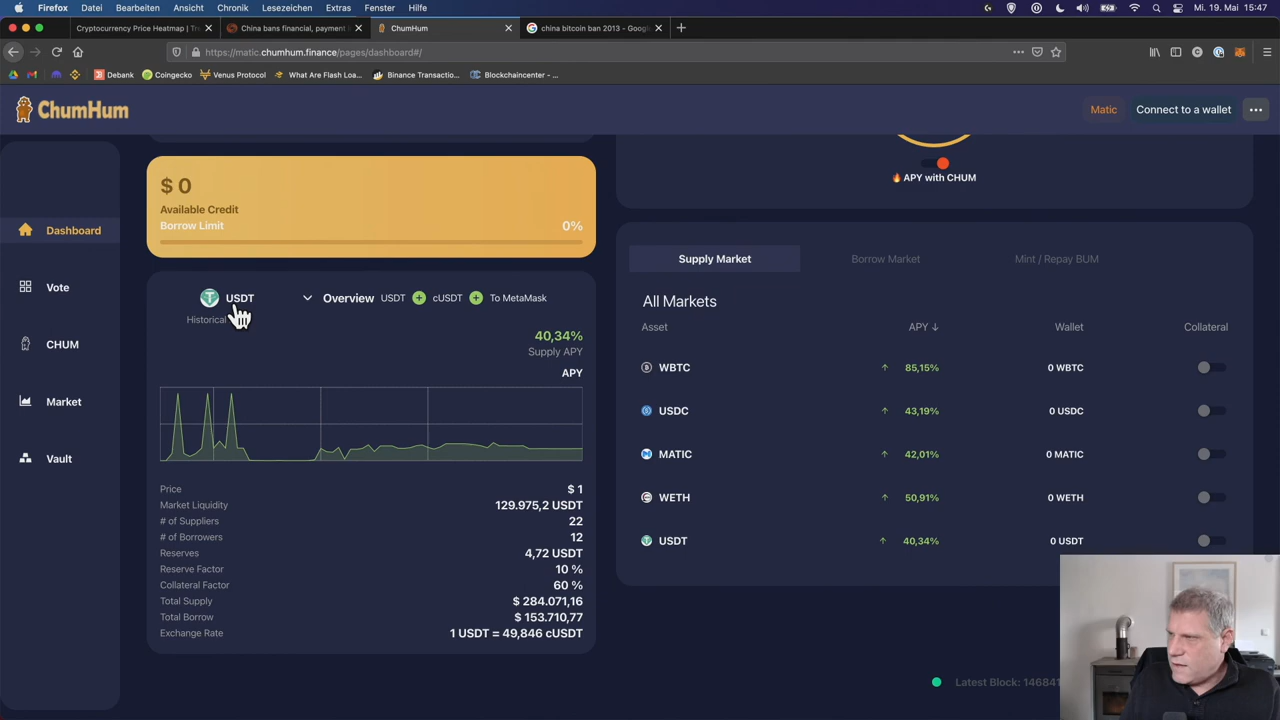 Firefox Datei Bearbeiten Ansicht Chronik Lesezeichen Extras Fenster Hilfe Mi. 19. Mai 15:47
Cryptocurrency Price Heatmap | Tr China bans financial, payment ChumHum china bitcoin ban 2013 - Goog
https://matic.chumhum.finance/pages/dashboard#/
Debank Coingecko Venus Protocol What Are Flash Loa... Binance Transactio... Blockchaincenter - ...
ChumHum
Matic Connect to a wallet
$ 0
Available Credit
Borrow Limit 0%
🔥 APY with CHUM
Dashboard
Vote
CHUM
Market
Vault
USDT Overview USDT cUSDT To MetaMask
Historical
40,34%
Supply APY
APY
Price $ 1
Market Liquidity 129.975,2 USDT
# of Suppliers 22
# of Borrowers 12
Reserves 4,72 USDT
Reserve Factor 10 %
Collateral Factor 60 %
Total Supply $ 284.071,16
Total Borrow $ 153.710,77
Exchange Rate 1 USDT = 49,846 cUSDT
Supply Market Borrow Market Mint / Repay BUM
All Markets
Asset APY ↓ Wallet Collateral
WBTC ↑ 85,15% 0 WBTC
USDC ↑ 43,19% 0 USDC
MATIC ↑ 42,01% 0 MATIC
WETH ↑ 50,91% 0 WETH
USDT ↑ 40,34% 0 USDT
Latest Block: 146841